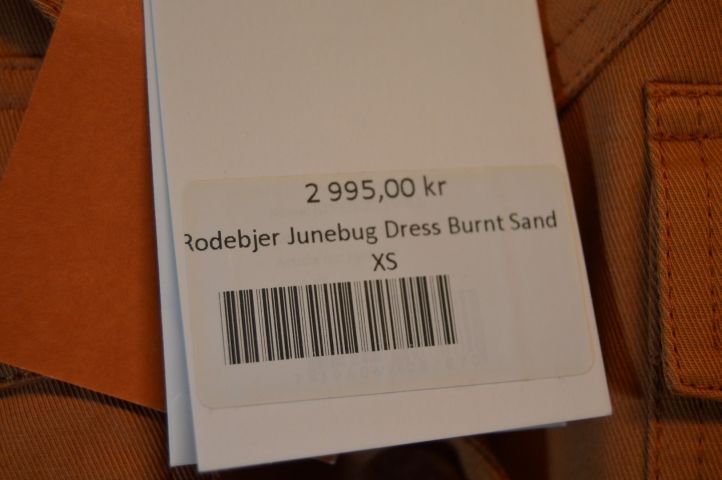 2 995,00 kr
Rodebjer Junebug Dress Burnt Sand
XS